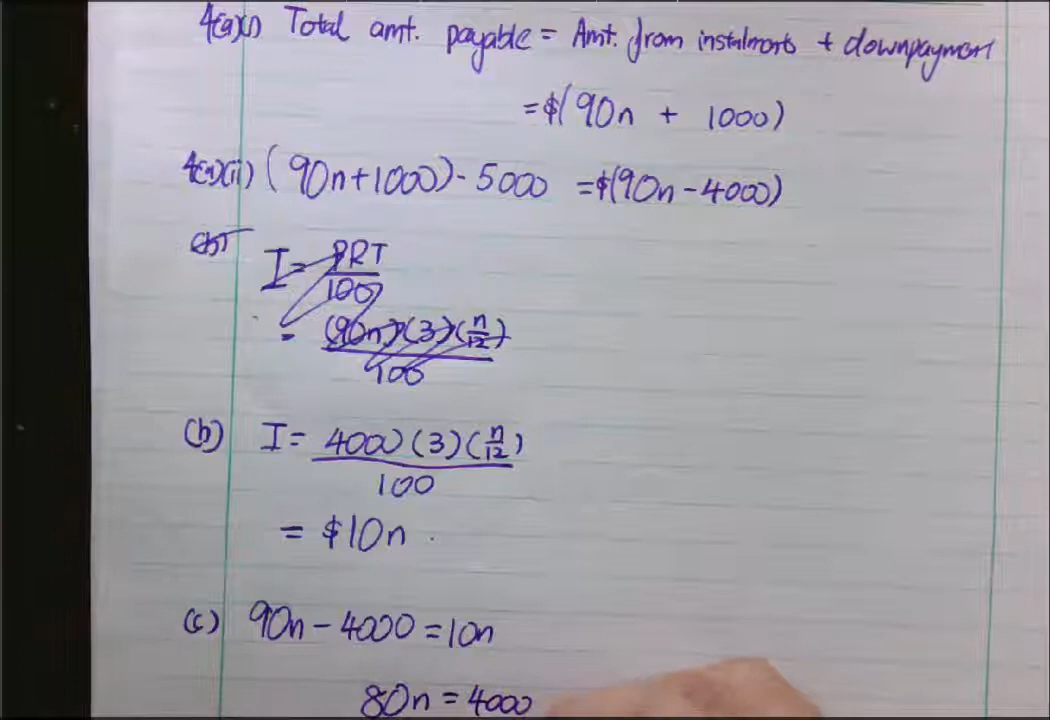 4(a)(i) Total amt. payable = Amt. from instalments + downpayment
= $(90n + 1000)
4(a)(ii) (90n+1000) - 5000 = $(90n - 4000)
(b) I = PRT/100
= (90n)(3)(n/12)/100
(b) I = 4000(3)(n/12)/100
= $10n.
(c) 90n - 4000 = 10n
80n = 4000